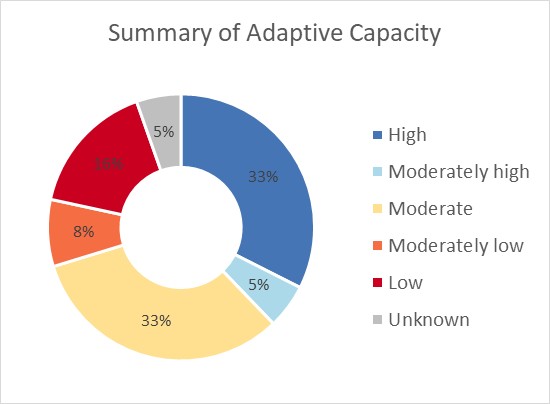 Summary of Adaptive Capacity
5%
33%
16%
8%
5%
33%
High
Moderately high
Moderate
Moderately low
Low
Unknown